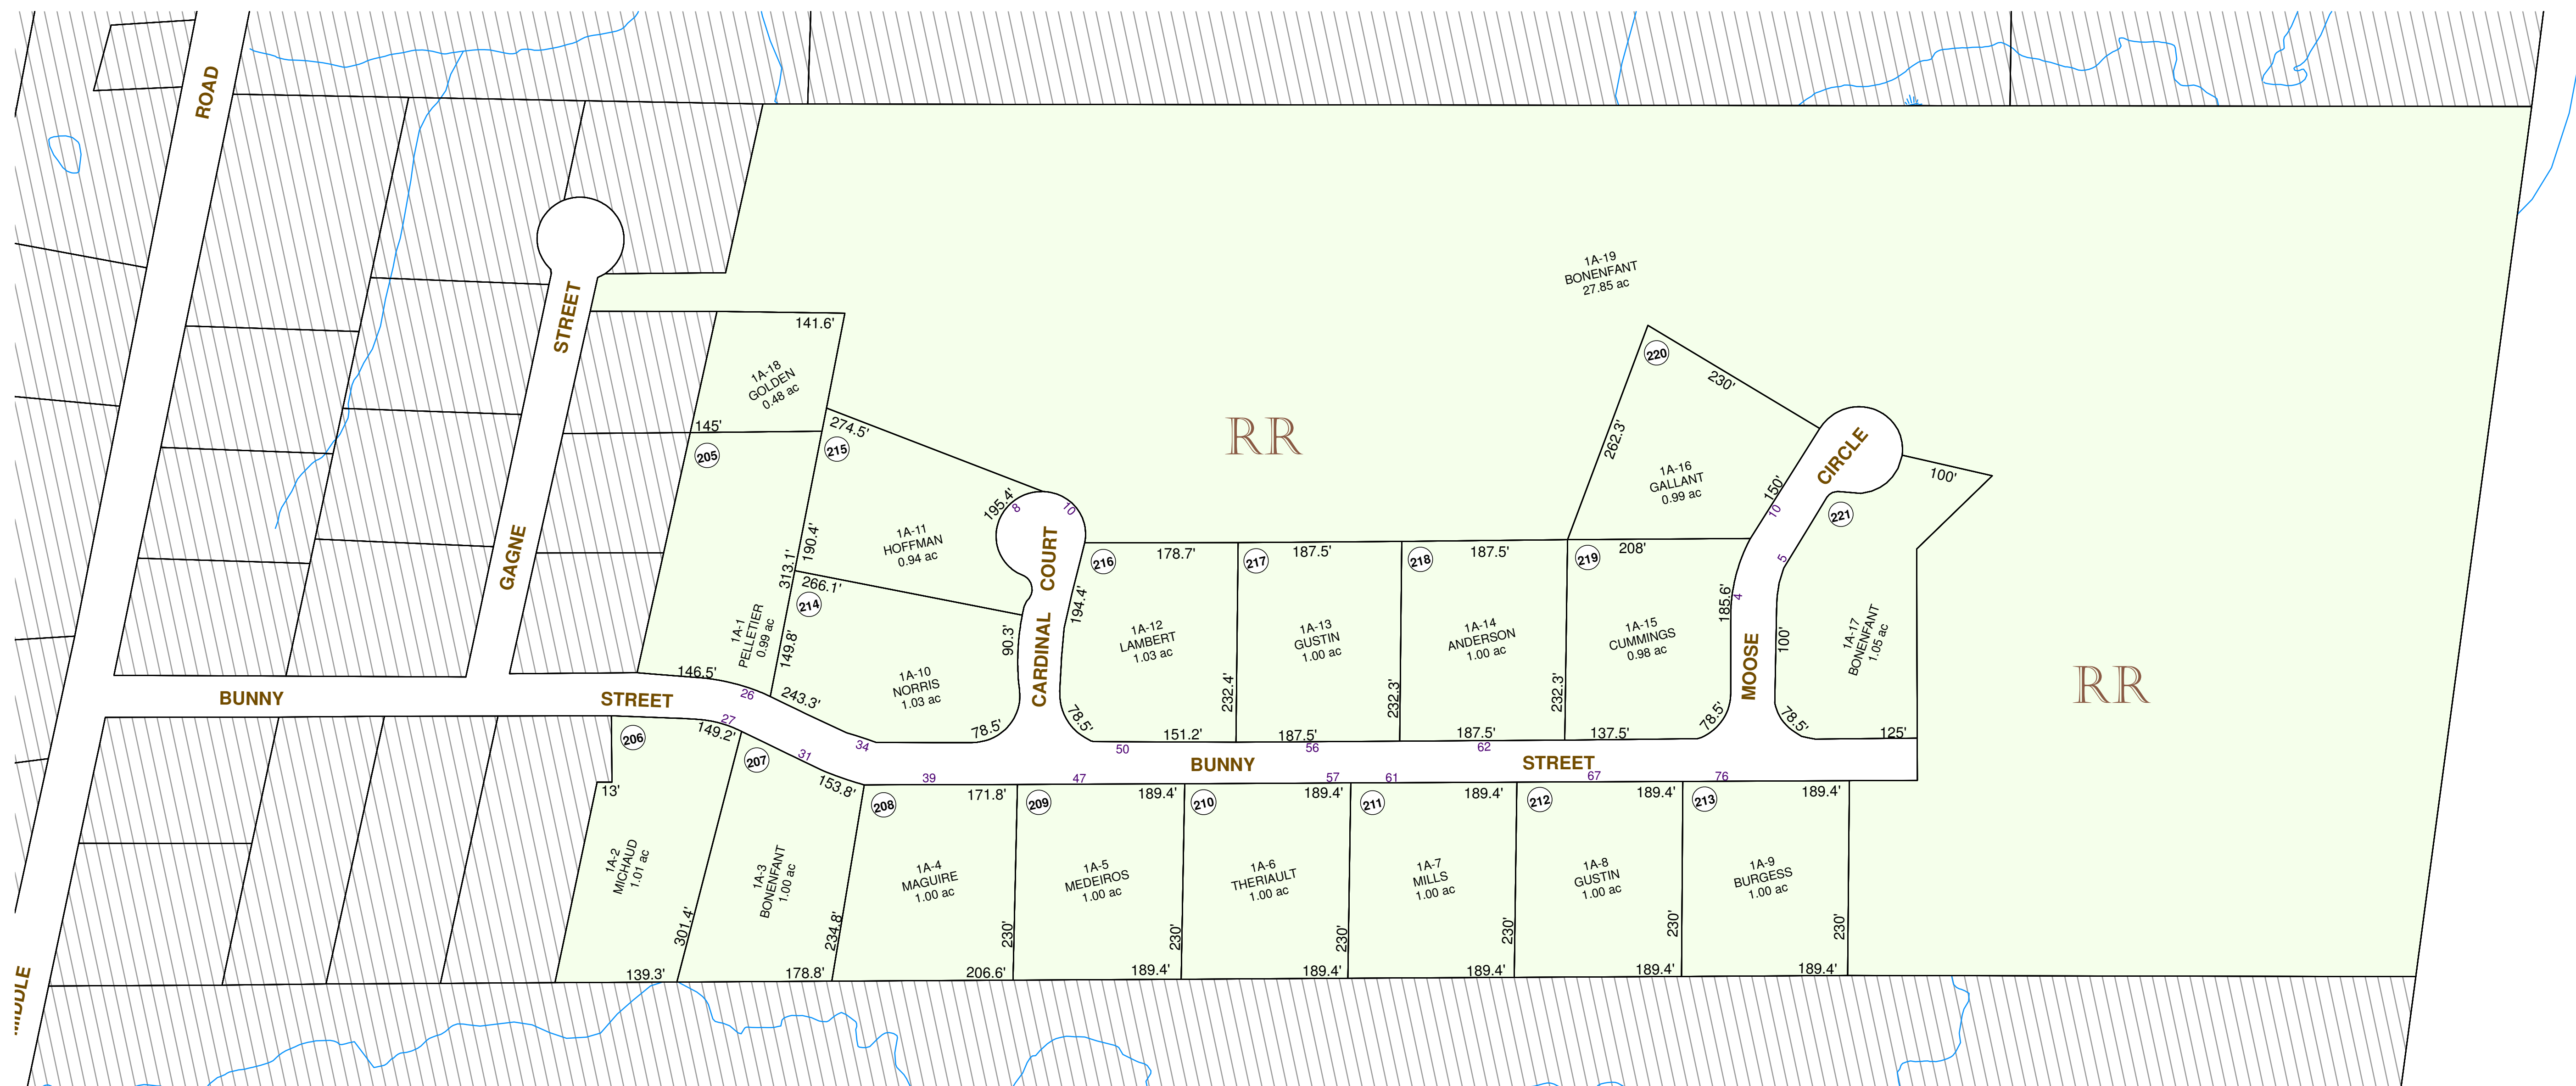 ROAD
STREET
GAGNE
MIDDLE
BUNNY
STREET
1A-19
BONENFANT
27.85 ac
RR
RR
141.6'
1A-18
GOLDEN
0.48 ac
145'
205
313.1'
1A-1
PELLETIER
0.99 ac
146.5'
26
274.5'
215
190.4'
195.4'
8
10
1A-11
HOFFMAN
0.94 ac
266.1'
214
149.8'
243.3'
90.3'
1A-10
NORRIS
1.03 ac
78.5'
34
CARDINAL COURT
194.4'
216
178.7'
1A-12
LAMBERT
1.03 ac
78.5'
151.2'
232.4'
50
217
187.5'
1A-13
GUSTIN
1.00 ac
187.5'
232.3'
56
218
187.5'
1A-14
ANDERSON
1.00 ac
187.5'
232.3'
62
219
208'
1A-15
CUMMINGS
0.98 ac
185.6'
4
137.5'
78.5'
220
230'
262.3'
1A-16
GALLANT
0.99 ac
150'
10
MOOSE
CIRCLE
100'
221
5
100'
1A-17
BONENFANT
1.05 ac
78.5'
125'
BUNNY
STREET
206
27
149.2'
13'
1A-2
MICHAUD
1.01 ac
301.4'
139.3'
207
31
153.8'
1A-3
BONENFANT
1.00 ac
234.8'
178.8'
208
39
171.8'
1A-4
MAGUIRE
1.00 ac
230'
206.6'
209
47
189.4'
1A-5
MEDEIROS
1.00 ac
230'
189.4'
210
57
189.4'
1A-6
THERIAULT
1.00 ac
230'
189.4'
211
61
189.4'
1A-7
MILLS
1.00 ac
230'
189.4'
212
67
189.4'
1A-8
GUSTIN
1.00 ac
230'
189.4'
213
76
189.4'
1A-9
BURGESS
1.00 ac
230'
189.4'